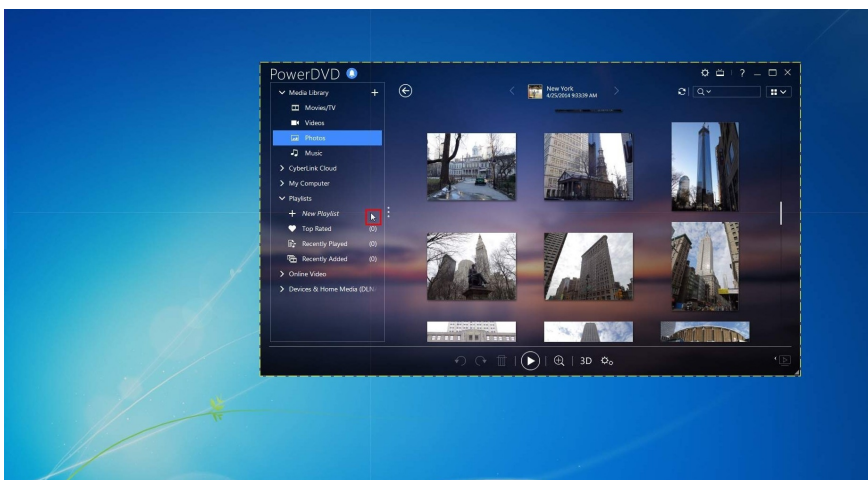 PowerDVD
?
Media Library +
New York
4/25/2014 9:33:39 AM
Movies/TV
Videos
Photos
Music
CyberLink Cloud
My Computer
Playlists
+ New Playlist
Top Rated (0)
Recently Played (0)
Recently Added (0)
Online Video
Devices & Home Media (DLN
3D